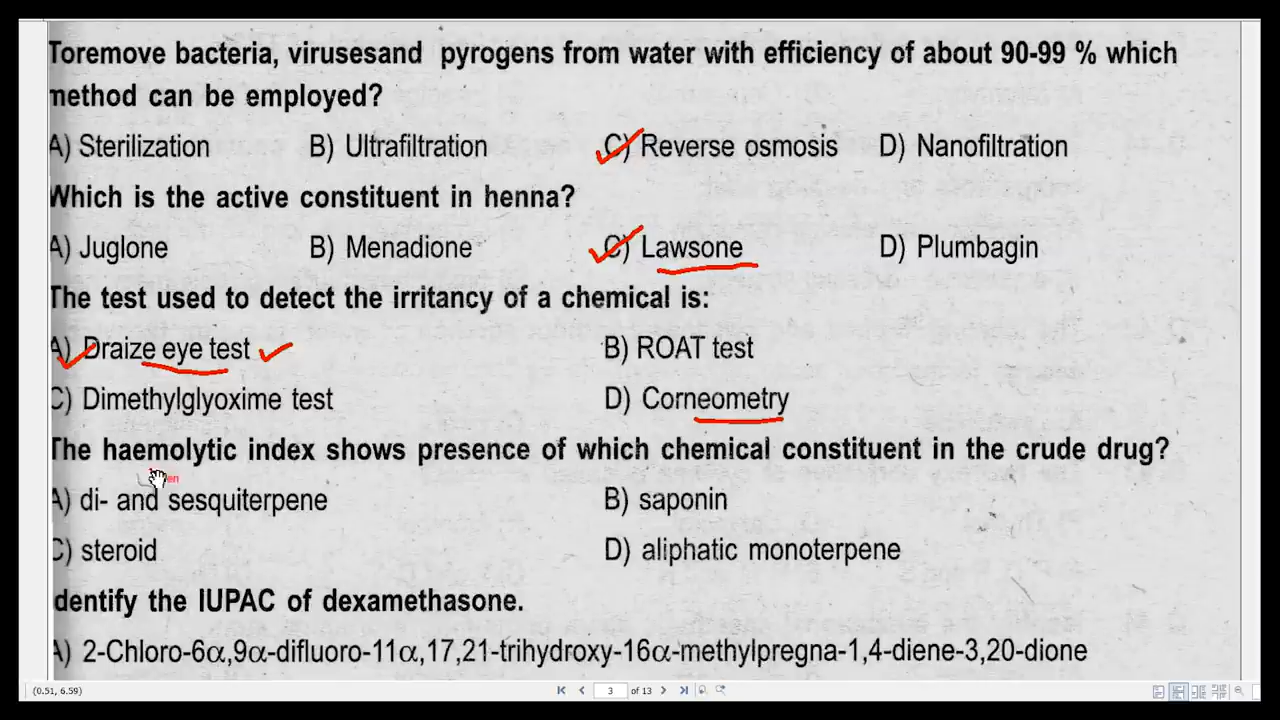 Toremove bacteria, virusesand pyrogens from water with efficiency of about 90-99 % which
method can be employed?
A) Sterilization B) Ultrafiltration C) Reverse osmosis D) Nanofiltration
Which is the active constituent in henna?
A) Juglone B) Menadione C) Lawsone D) Plumbagin
The test used to detect the irritancy of a chemical is:
A) Draize eye test B) ROAT test
C) Dimethylglyoxime test D) Corneometry
The haemolytic index shows presence of which chemical constituent in the crude drug?
A) di- and sesquiterpene B) saponin
C) steroid D) aliphatic monoterpene
dentify the IUPAC of dexamethasone.
A) 2-Chloro-6α,9α-difluoro-11α,17,21-trihydroxy-16α-methylpregna-1,4-diene-3,20-dione
(0.51, 6.59) 3 of 13